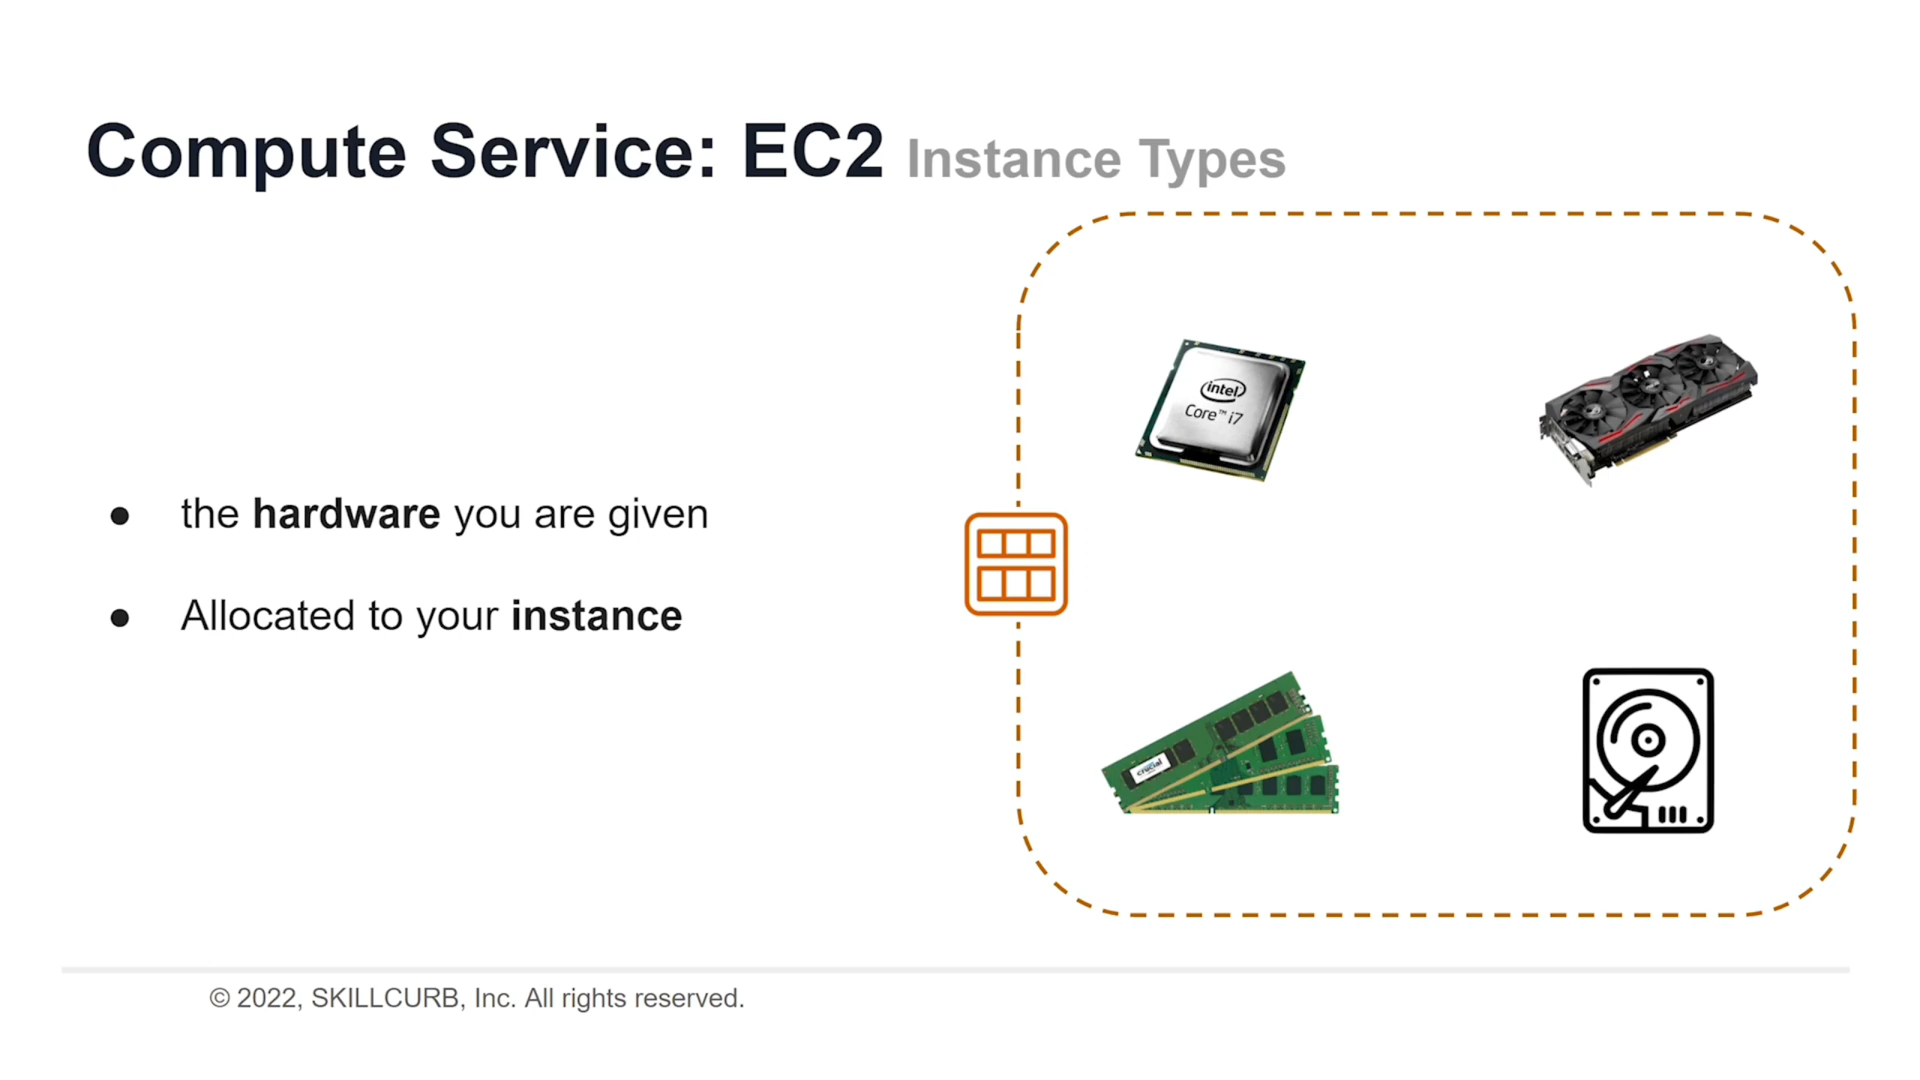 Compute Service: EC2 Instance Types
intel
Core™ i7
● the hardware you are given
● Allocated to your instance
crucial
© 2022, SKILLCURB, Inc. All rights reserved.